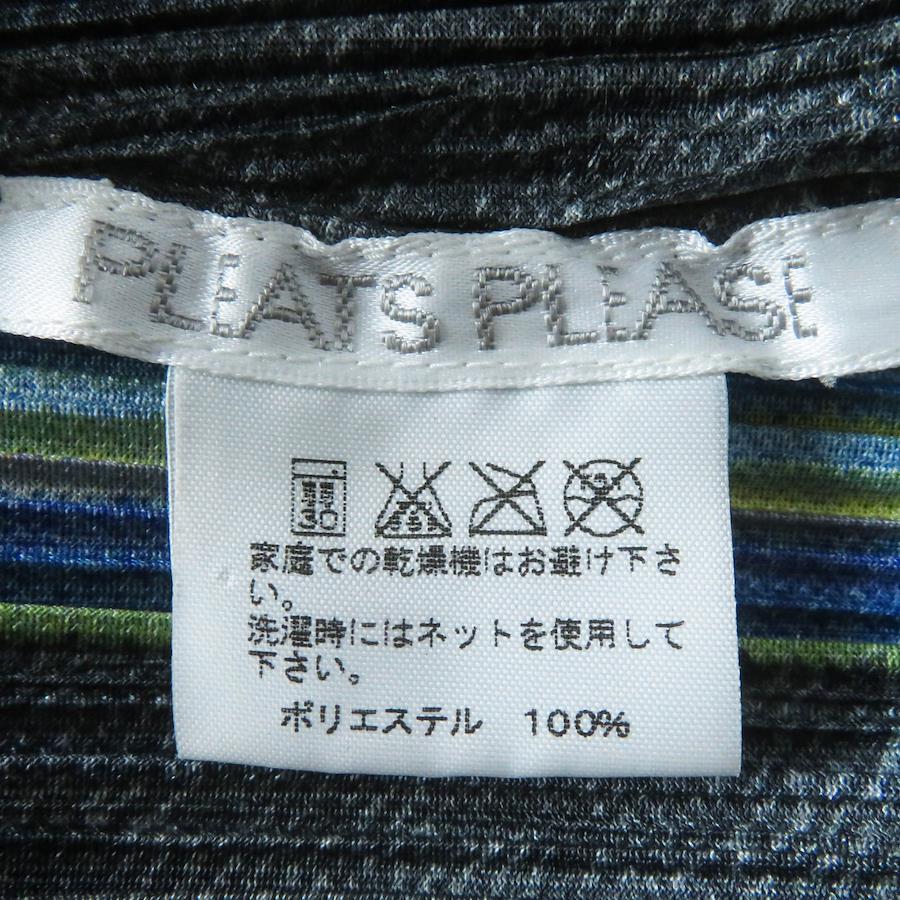 PLEATS PLEASE
家庭での乾燥機はお避け下さ
い。
洗濯時にはネットを使用して
下さい。
ポリエステル 100%